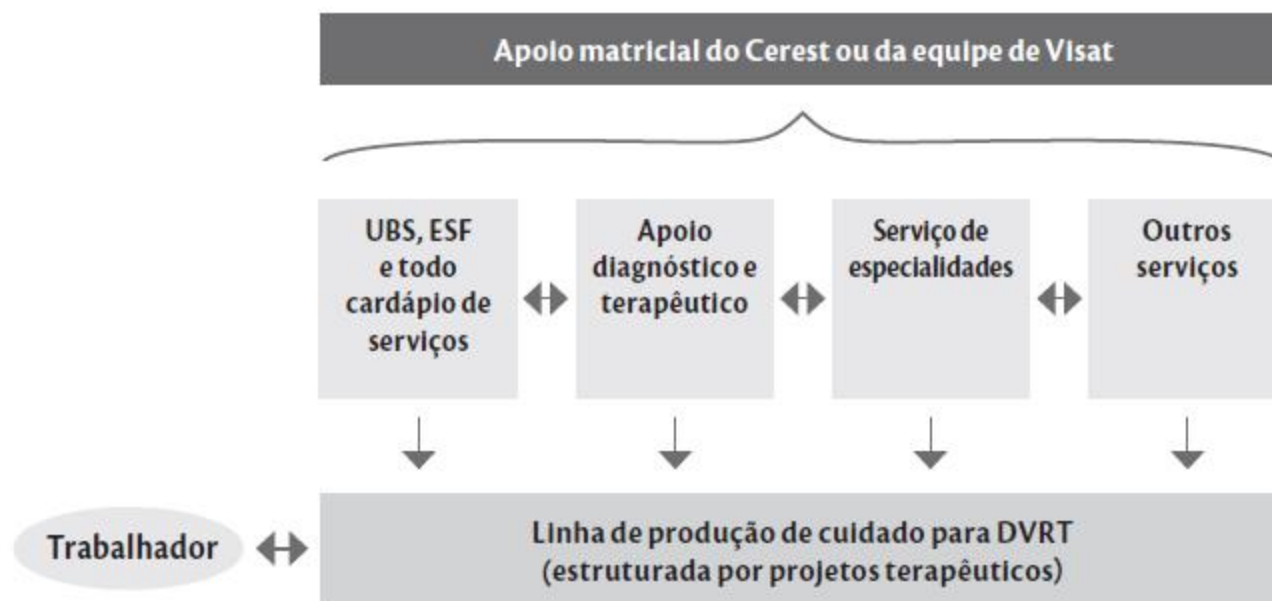 Apoio matricial do Cerest ou da equipe de Visat
UBS, ESF
e todo
cardápio de
serviços
Apoio
diagnóstico e
terapêutico
Serviço de
especialidades
Outros
serviços
Trabalhador
Linha de produção de cuidado para DVRT
(estruturada por projetos terapêuticos)